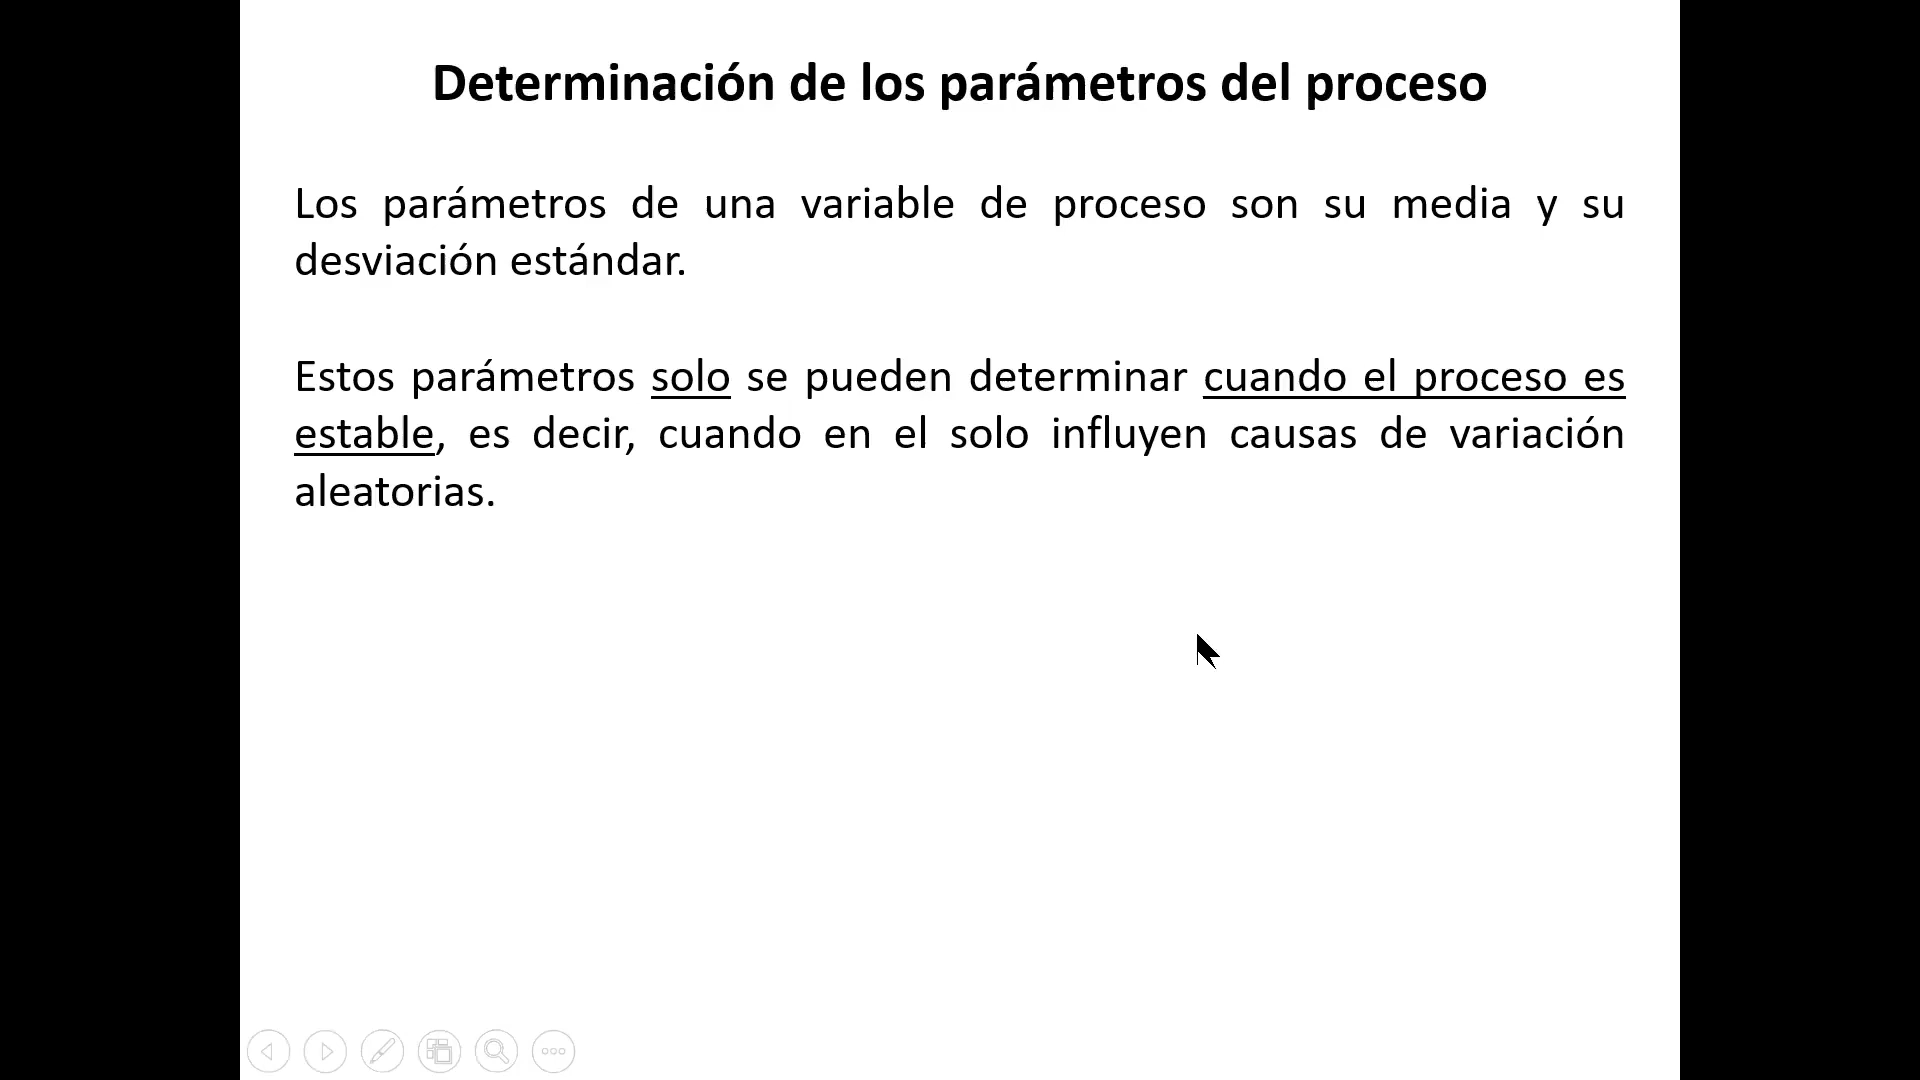 Determinación de los parámetros del proceso
Los parámetros de una variable de proceso son su media y su
desviación estándar.
Estos parámetros solo se pueden determinar cuando el proceso es
estable, es decir, cuando en el solo influyen causas de variación
aleatorias.